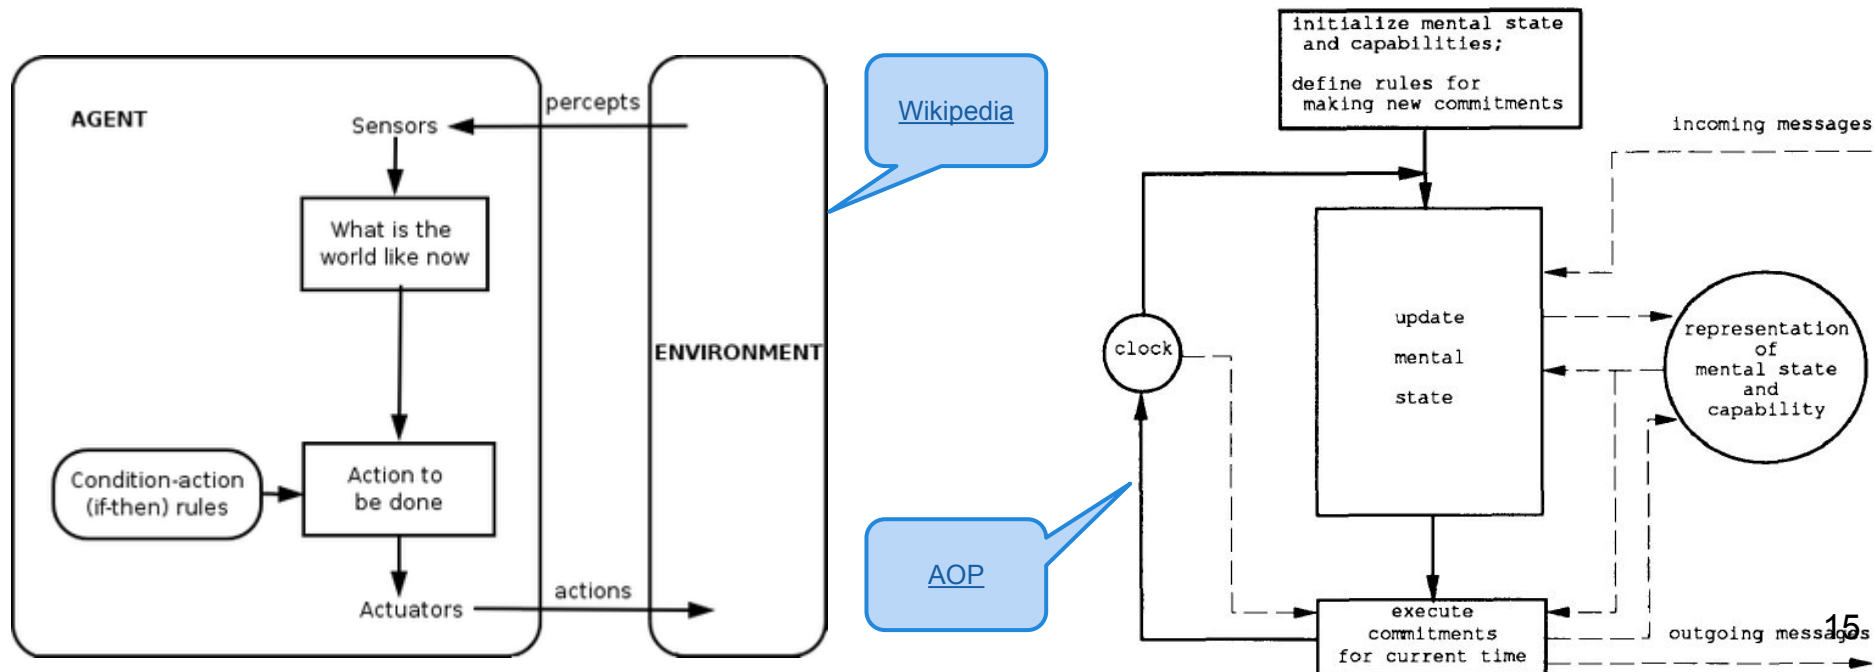 AGENT
Sensors
percepts
What is the
world like now
ENVIRONMENT
Condition-action
(if-then) rules
Action to
be done
Actuators
actions
Wikipedia
AOP
initialize mental state
and capabilities;
define rules for
making new commitments
incoming messages
clock
update
mental
state
representation
of
mental state
and
capability
execute
commitments
for current time
outgoing messages
15